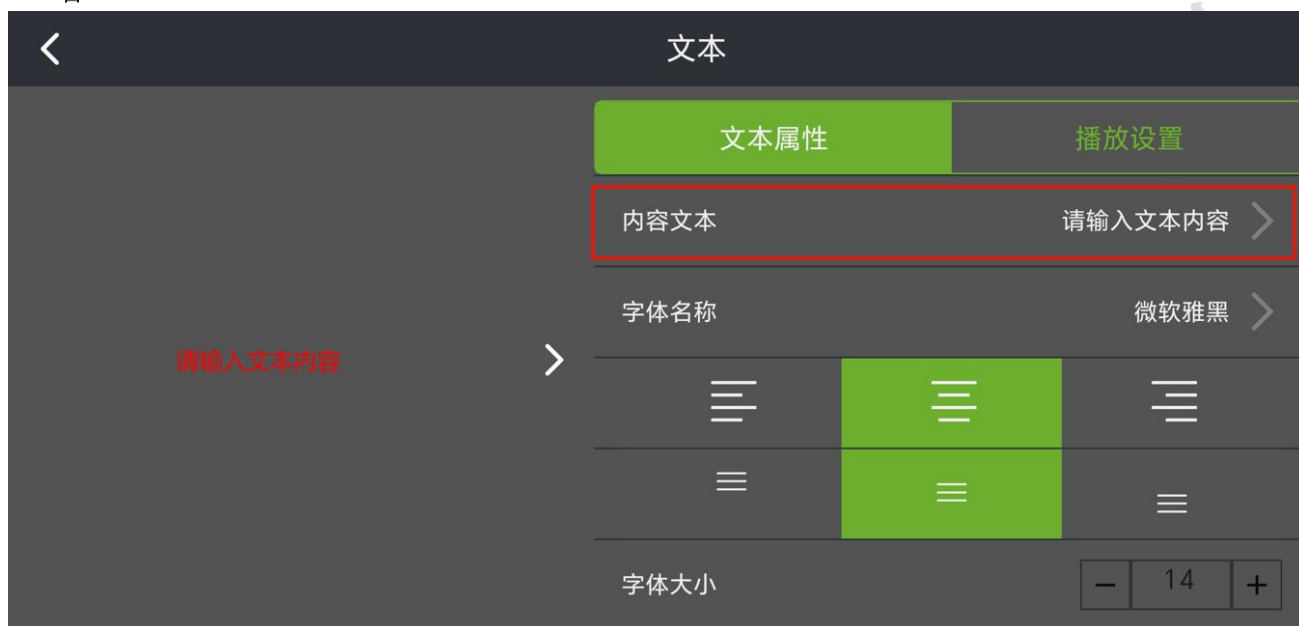 文本
文本属性 播放设置
内容文本 请输入文本内容
字体名称 微软雅黑
请输入文本内容
字体大小 14